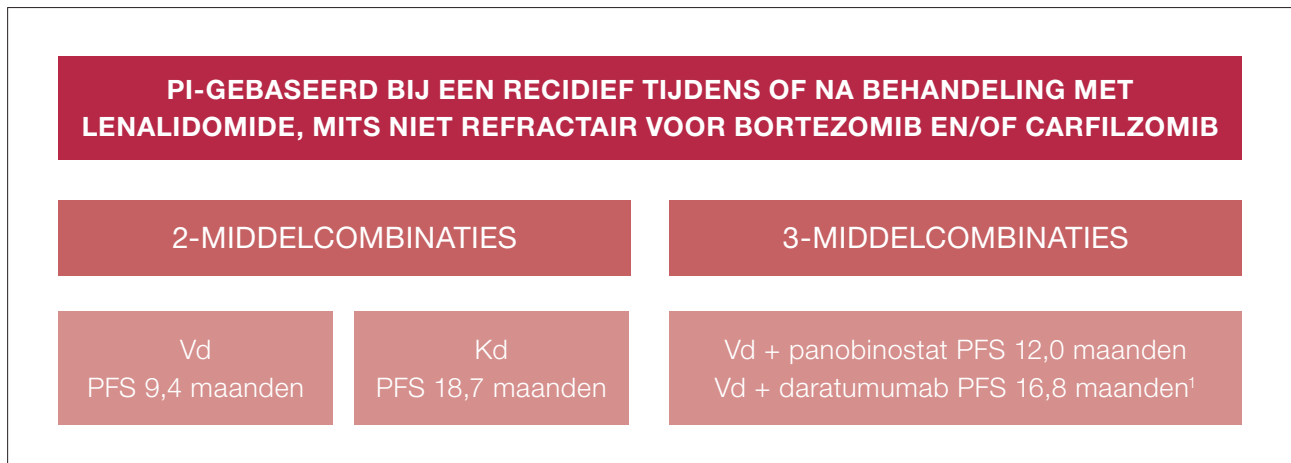 PI-GEBASEERD BIJ EEN RECIDIEF TIJDENS OF NA BEHANDELING MET
LENALIDOMIDE, MITS NIET REFRACTAIR VOOR BORTEZOMIB EN/OF CARFILZOMIB
2-MIDDELCOMBINATIES
3-MIDDELCOMBINATIES
Vd
PFS 9,4 maanden
Kd
PFS 18,7 maanden
Vd + panobinostat PFS 12,0 maanden
Vd + daratumumab PFS 16,8 maanden¹